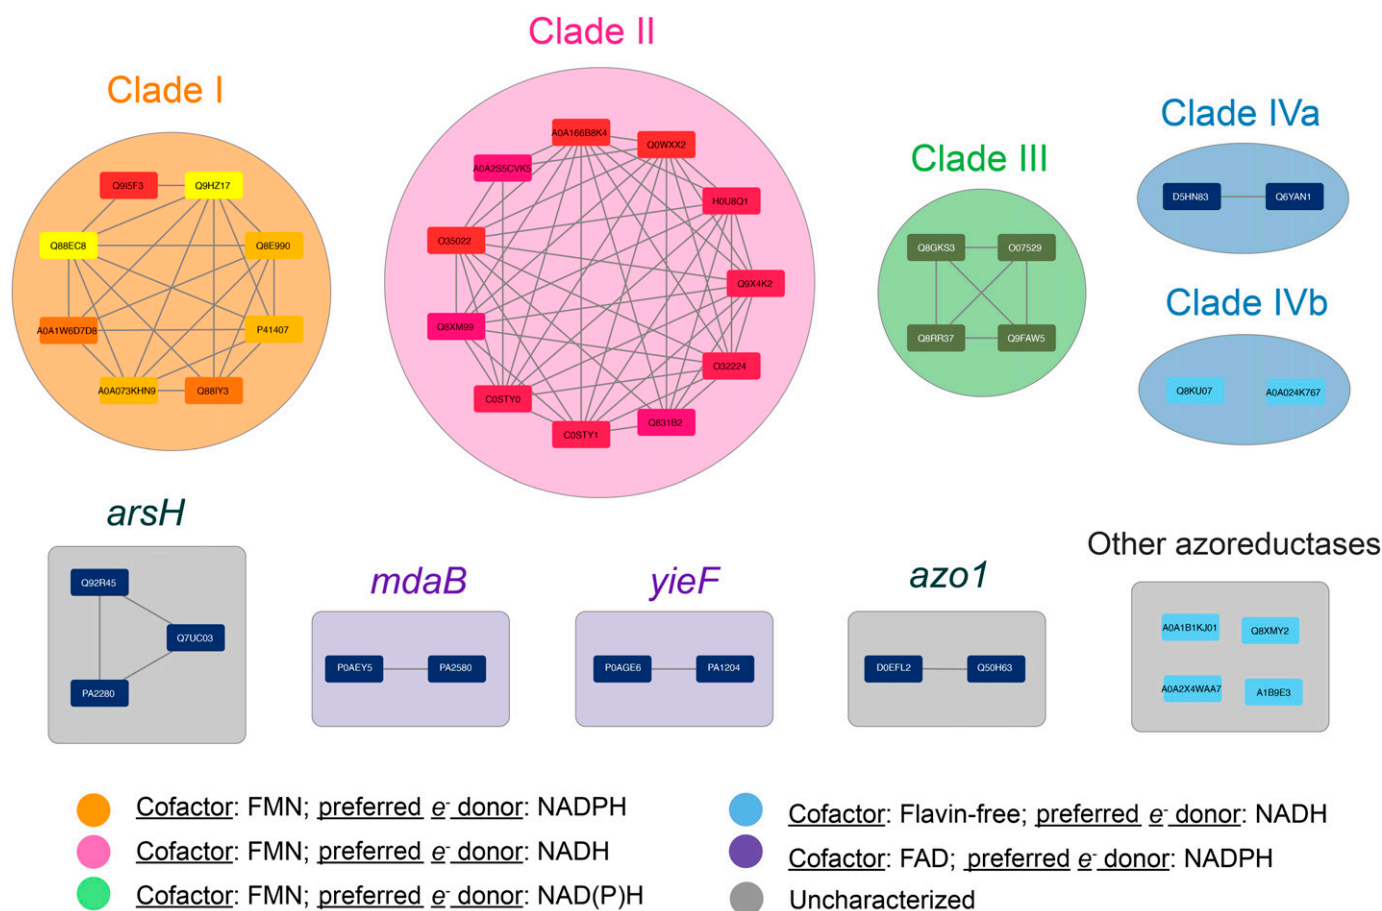 Clade II
Clade I
Clade IVa
Clade III
A0A166B8K4
Q0WXX2
A0A2S5CVK5
Q9I5F3
Q9HZ17
D5HN83
Q6YAN1
H0U8Q1
Q88EC8
Q8E990
O35022
Q8GKS3
O07529
Q9X4K2
Clade IVb
A0A1W6D7D8
P41407
Q8XM99
Q8RR37
Q9FAW5
O32224
A0A073KHN9
Q88IY3
C0STY0
Q8KU07
A0A024K767
Q831B2
C0STY1
arsH
Other azoreductases
mdaB
yieF
azo1
Q92R45
Q7UC03
PA2280
P0AEY5
PA2580
P0AGE6
PA1204
D0EFL2
Q50H63
A0A1B1KJ01
Q8XMY2
A0A2X4WAA7
A1B9E3
Cofactor: FMN; preferred e- donor: NADPH
Cofactor: FMN; preferred e- donor: NADH
Cofactor: FMN; preferred e- donor: NAD(P)H
Cofactor: Flavin-free; preferred e- donor: NADH
Cofactor: FAD; preferred e- donor: NADPH
Uncharacterized